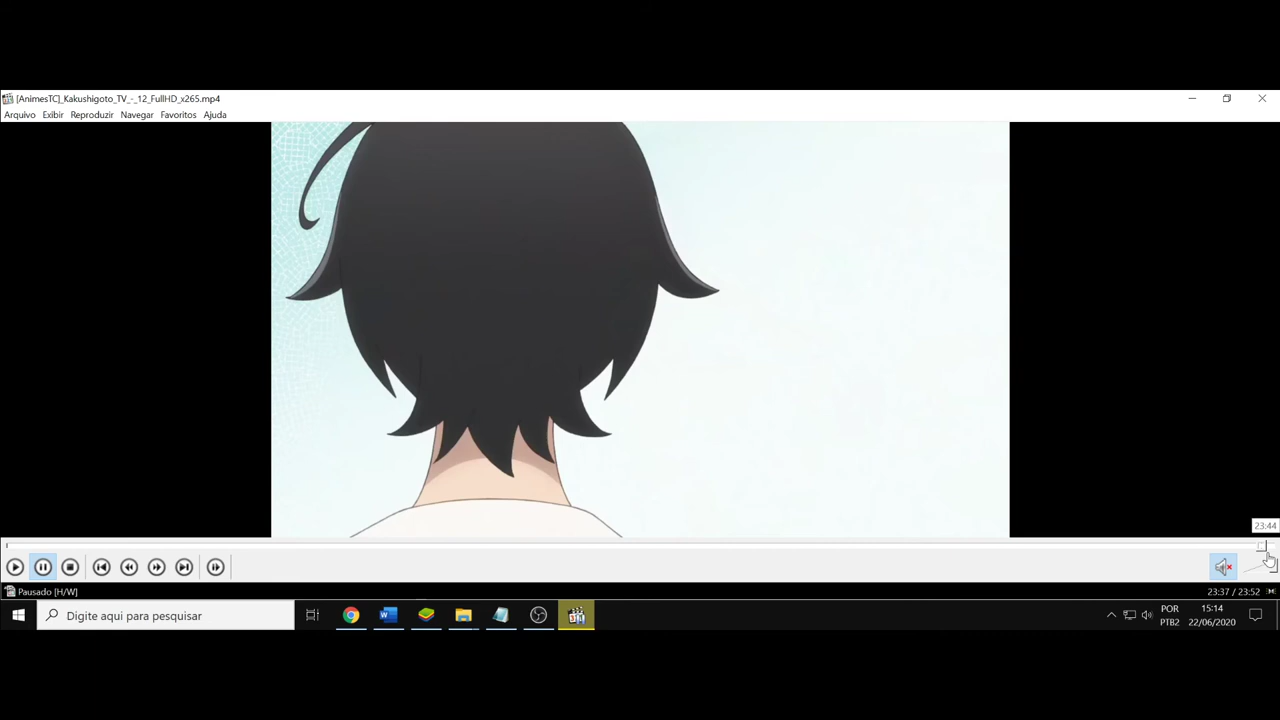 [AnimesTC]_Kakushigoto_TV_-_12_FullHD_x265.mp4
Arquivo Exibir Reproduzir Navegar Favoritos Ajuda
23:44
Pausado [H/W]
23:37 / 23:52
Digite aqui para pesquisar
POR
PTB2
15:14
22/06/2020